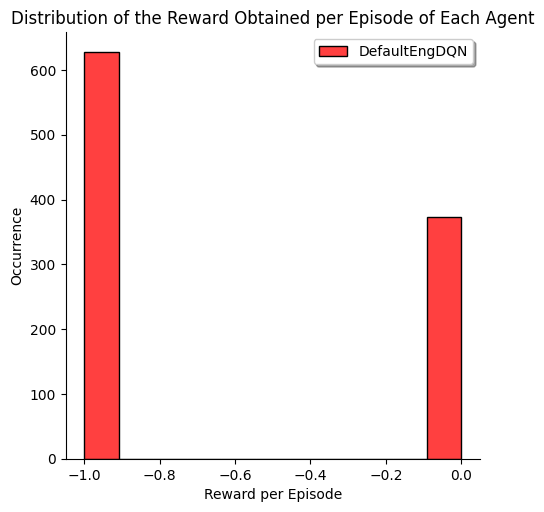 Distribution of the Reward Obtained per Episode of Each Agent
DefaultEngDQN
600
500
400
300
200
100
0
Occurrence
−1.0 −0.8 −0.6 −0.4 −0.2 0.0
Reward per Episode